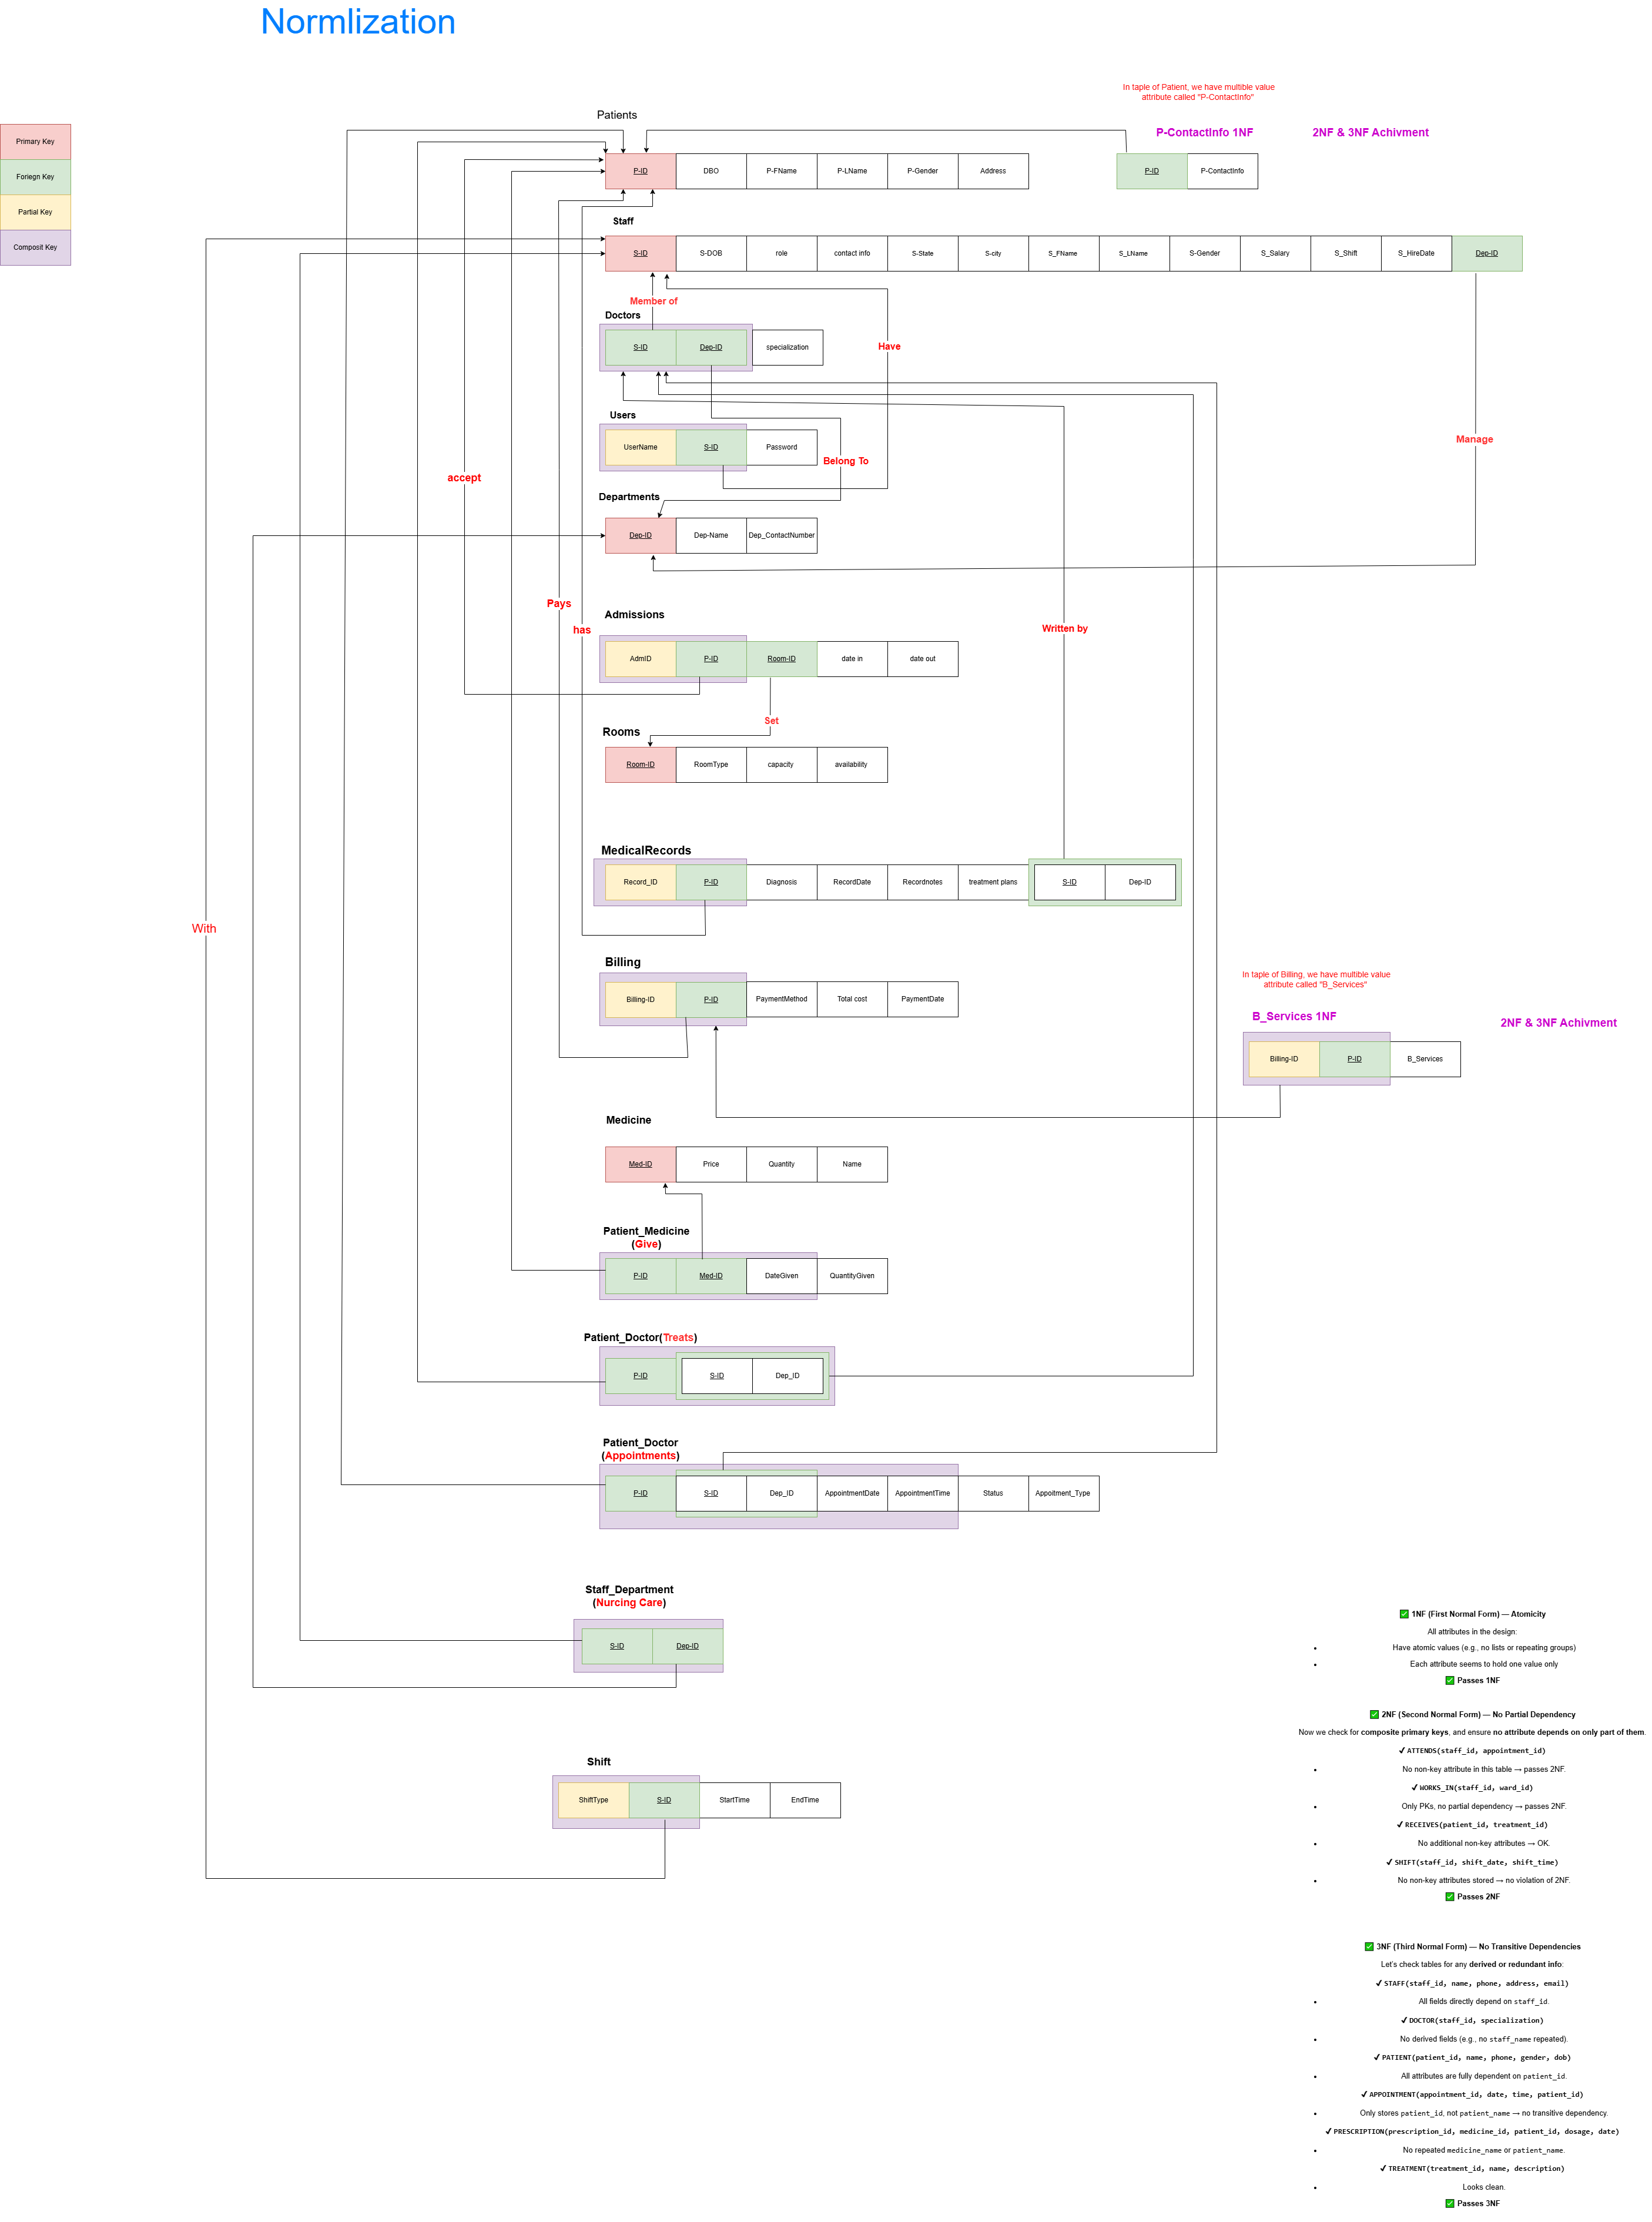 Normlization
In taple of Patient, we have multible value
attribute called "P-ContactInfo"
Patients
P-ContactInfo 1NF
2NF & 3NF Achivment
Primary Key
Foriegn Key
Partial Key
Composit Key
P-ID
DBO
P-FName
P-LName
P-Gender
Address
P-ID
P-ContactInfo
Staff
S-ID
S-DOB
role
contact info
S-State
S-city
S_FName
S_LName
S-Gender
S_Salary
S_Shift
S_HireDate
Dep-ID
Member of
Doctors
S-ID
Dep-ID
specialization
Have
Users
UserName
S-ID
Password
Manage
Belong To
accept
Departments
Dep-ID
Dep-Name
Dep_ContactNumber
Pays
has
Admissions
Written by
AdmID
P-ID
Room-ID
date in
date out
Set
Rooms
Room-ID
RoomType
capacity
availability
MedicalRecords
Record_ID
P-ID
Diagnosis
RecordDate
Recordnotes
treatment plans
S-ID
Dep-ID
With
Billing
Billing-ID
P-ID
PaymentMethod
Total cost
PaymentDate
In taple of Billing, we have multible value
attribute called "B_Services"
B_Services 1NF
2NF & 3NF Achivment
Billing-ID
P-ID
B_Services
Medicine
Med-ID
Price
Quantity
Name
Patient_Medicine
(Give)
P-ID
Med-ID
DateGiven
QuantityGiven
Patient_Doctor(Treats)
P-ID
S-ID
Dep_ID
Patient_Doctor
(Appointments)
P-ID
S-ID
Dep_ID
AppointmentDate
AppointmentTime
Status
Appoitment_Type
Staff_Department
(Nurcing Care)
S-ID
Dep-ID
Shift
ShiftType
S-ID
StartTime
EndTime
✅ 1NF (First Normal Form) — Atomicity
All attributes in the design:
• Have atomic values (e.g., no lists or repeating groups)
• Each attribute seems to hold one value only
✅ Passes 1NF
✅ 2NF (Second Normal Form) — No Partial Dependency
Now we check for composite primary keys, and ensure no attribute depends on only part of them.
✔ ATTENDS(staff_id, appointment_id)
• No non-key attribute in this table → passes 2NF.
✔ WORKS_IN(staff_id, ward_id)
• Only PKs, no partial dependency → passes 2NF.
✔ RECEIVES(patient_id, treatment_id)
• No additional non-key attributes → OK.
✔ SHIFT(staff_id, shift_date, shift_time)
• No non-key attributes stored → no violation of 2NF.
✅ Passes 2NF
✅ 3NF (Third Normal Form) — No Transitive Dependencies
Let's check tables for any derived or redundant info:
✔ STAFF(staff_id, name, phone, address, email)
• All fields directly depend on staff_id.
✔ DOCTOR(staff_id, specialization)
• No derived fields (e.g., no staff_name repeated).
✔ PATIENT(patient_id, name, phone, gender, dob)
• All attributes are fully dependent on patient_id.
✔ APPOINTMENT(appointment_id, date, time, patient_id)
• Only stores patient_id, not patient_name → no transitive dependency.
✔ PRESCRIPTION(prescription_id, medicine_id, patient_id, dosage, date)
• No repeated medicine_name or patient_name.
✔ TREATMENT(treatment_id, name, description)
• Looks clean.
✅ Passes 3NF